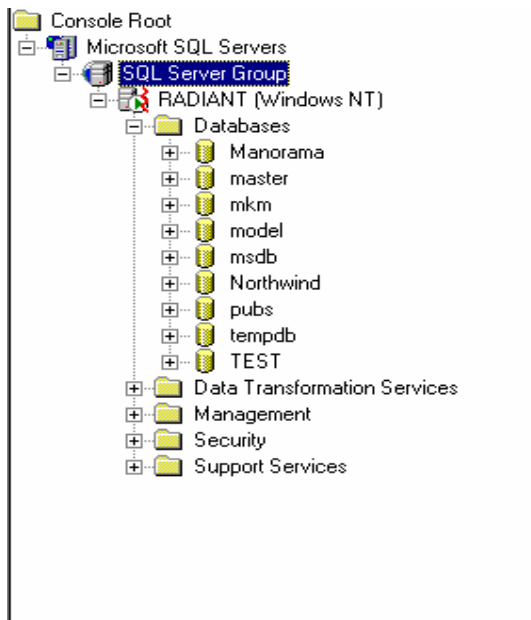 Console Root
Microsoft SQL Servers
SQL Server Group
RADIANT (Windows NT)
Databases
Manorama
master
mkm
model
msdb
Northwind
pubs
tempdb
TEST
Data Transformation Services
Management
Security
Support Services